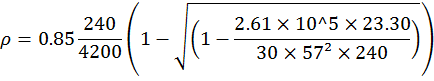 ρ = 0.85 240/4200 (1 − √((1 − (2.61 × 10^5 × 23.30)/(30 × 57² × 240))))